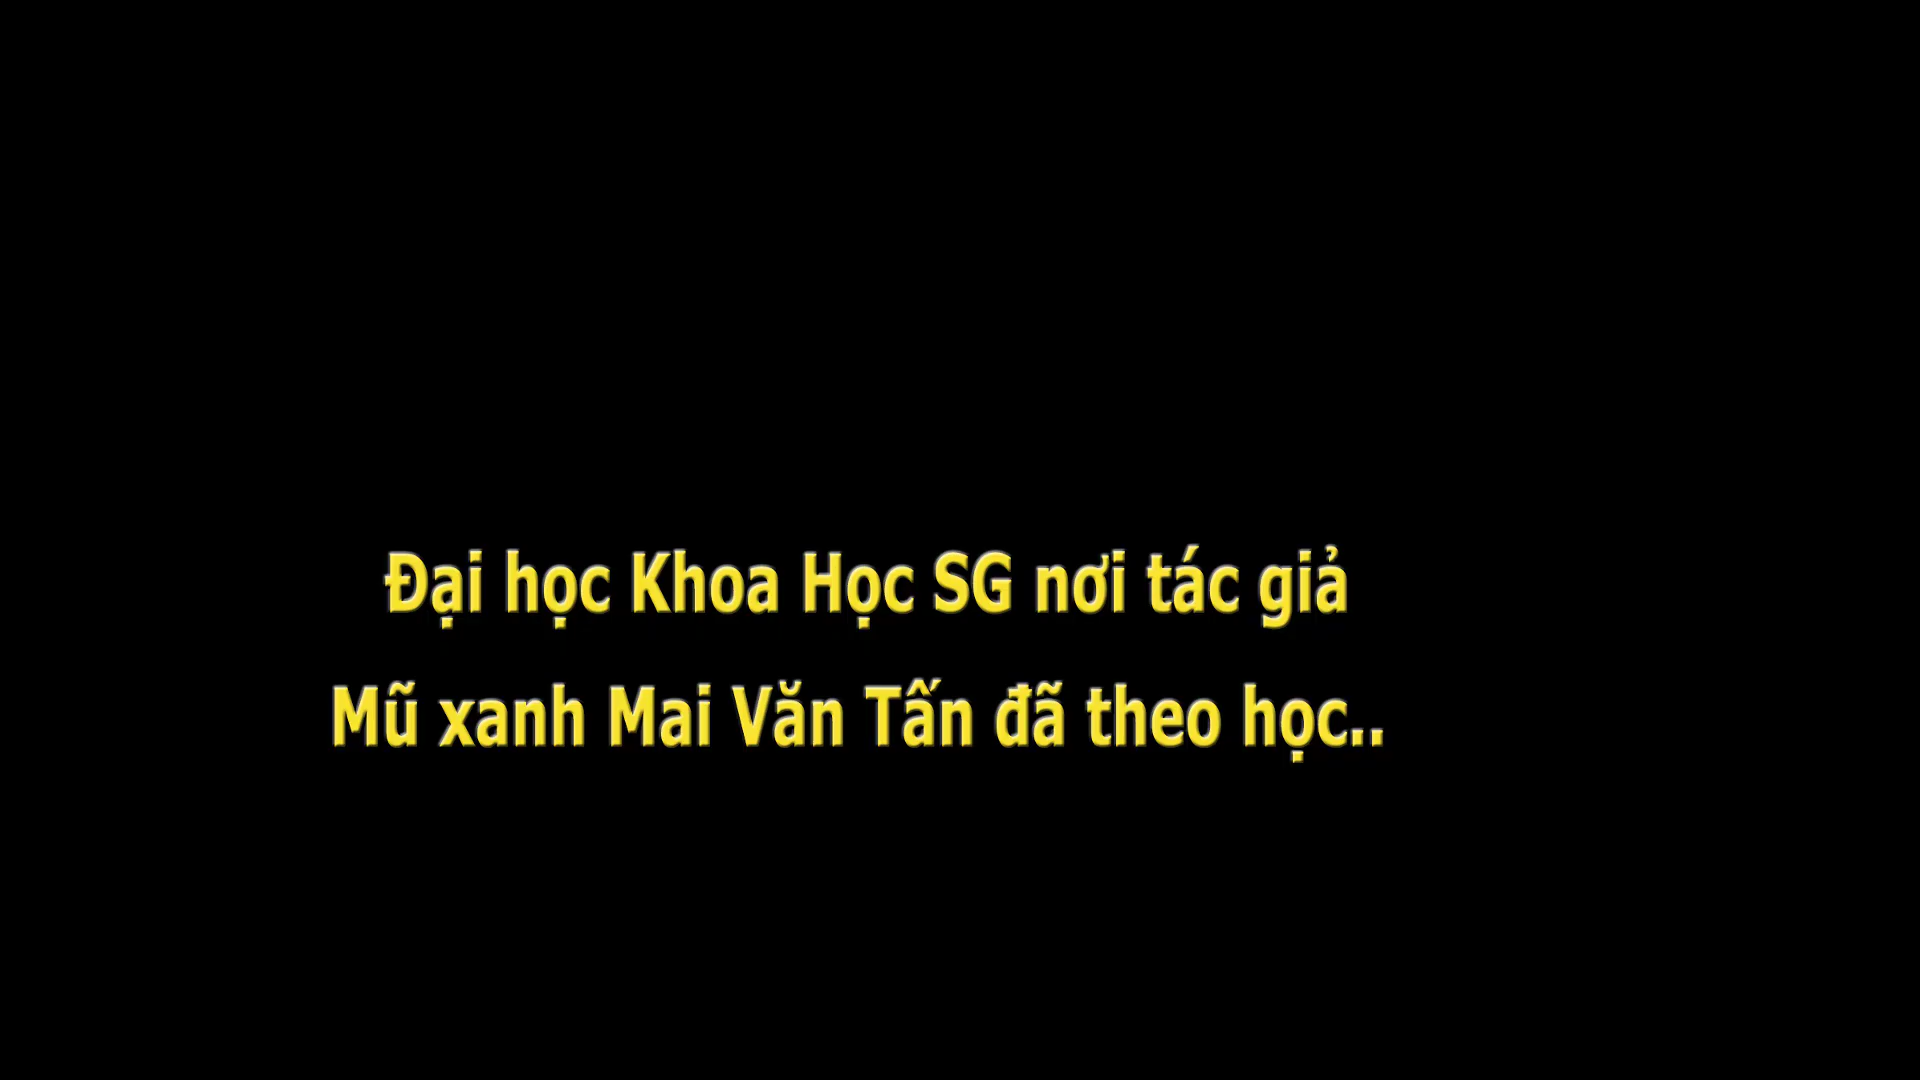 Đại học Khoa Học SG nơi tác giả
Mũ xanh Mai Văn Tấn đã theo học..